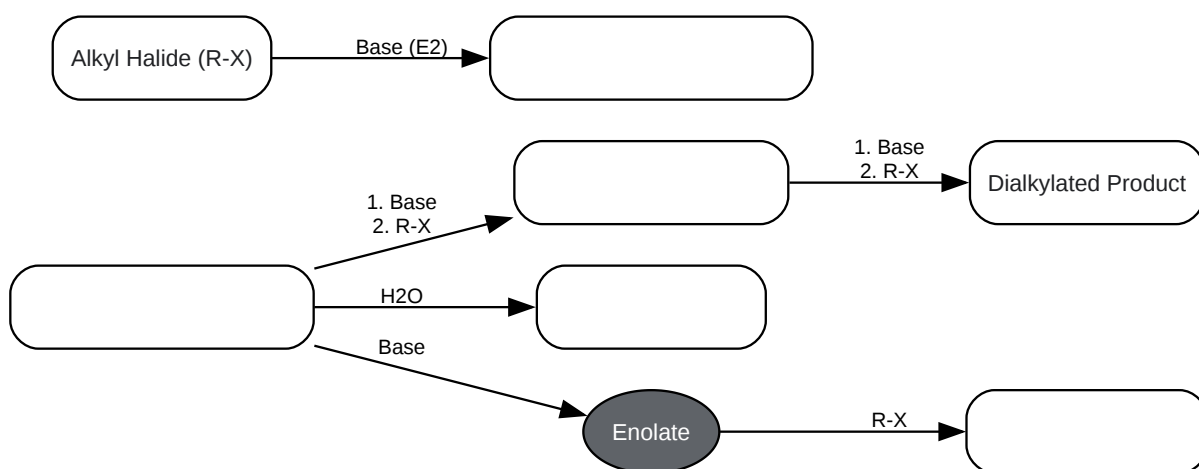 Alkyl Halide (R-X)
Base (E2)
1. Base
2. R-X
Dialkylated Product
1. Base
2. R-X
H2O
Base
Enolate
R-X